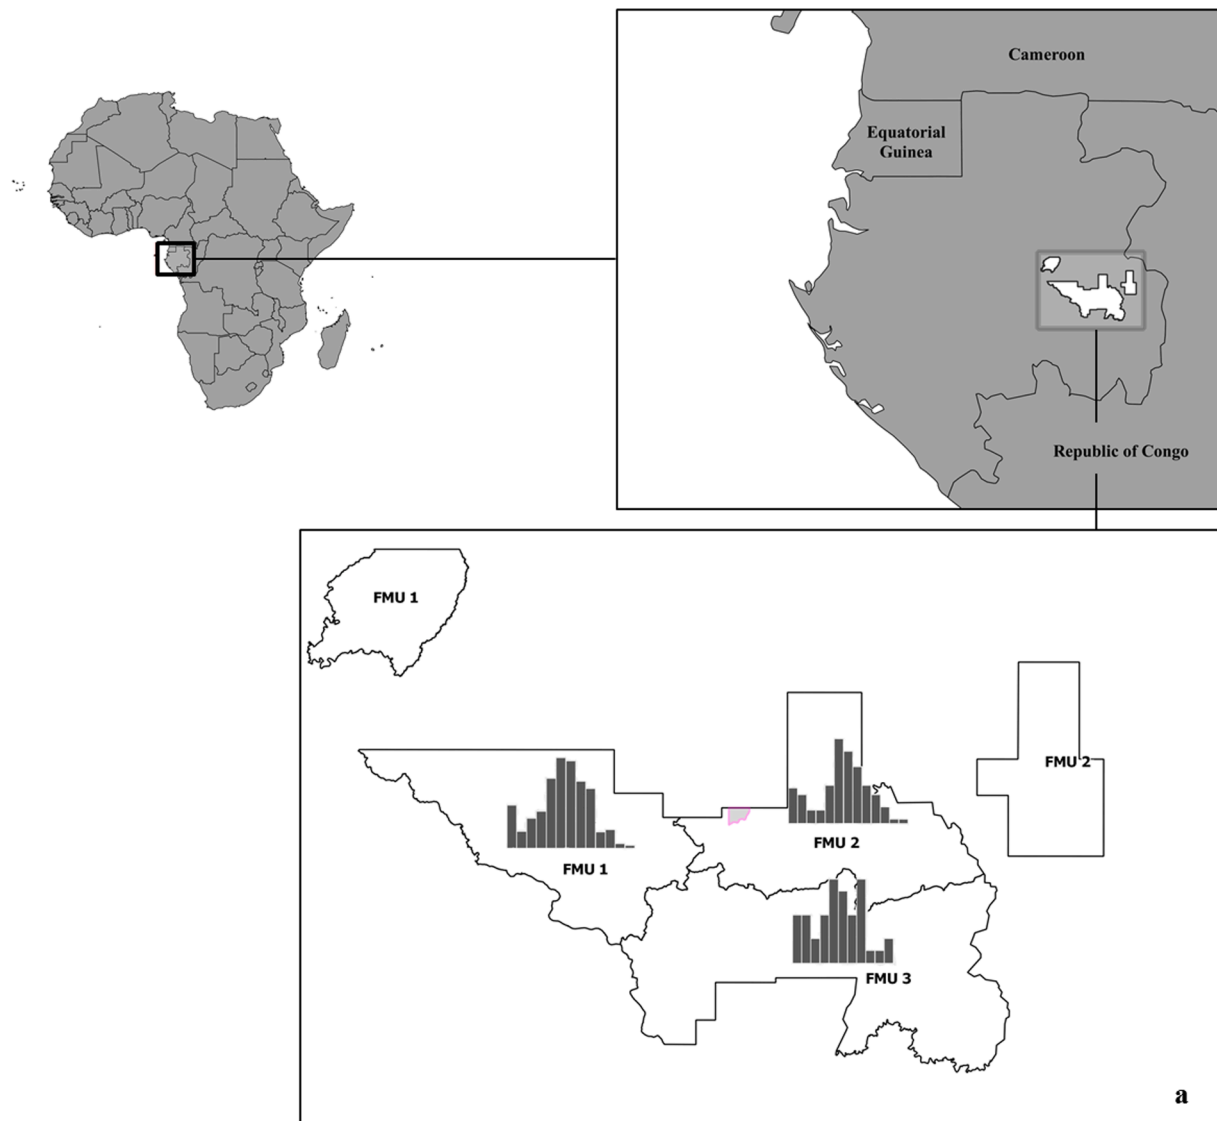 Cameroon
Equatorial
Guinea
Republic of Congo
FMU 1
FMU 2
FMU 2
FMU 1
FMU 3
a